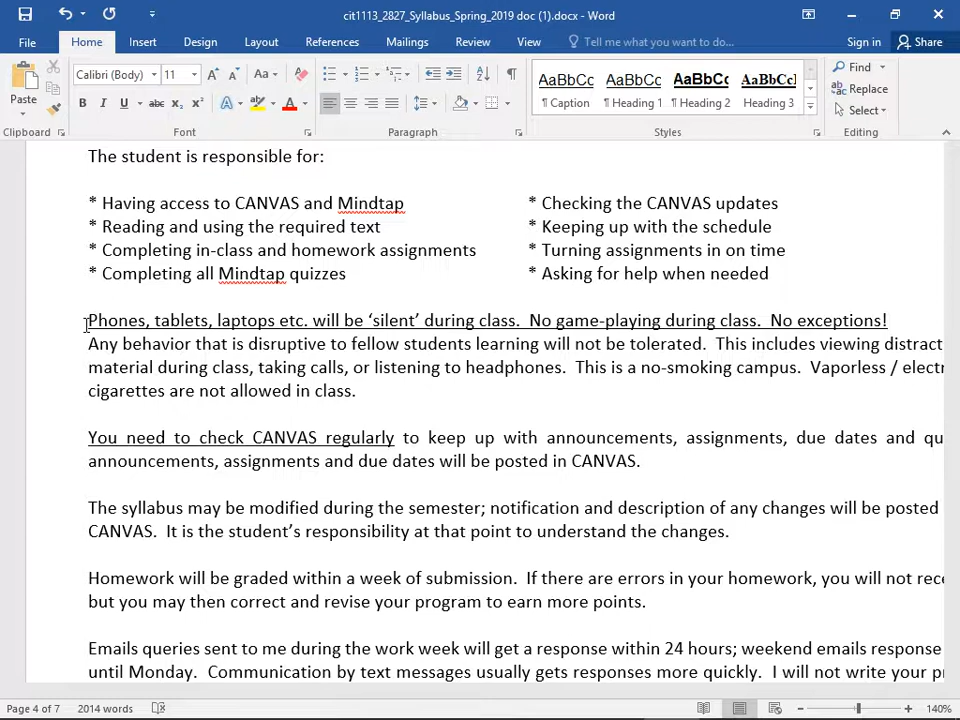 cit1113_2827_Syllabus_Spring_2019 doc (1).docx - Word
File Home Insert Design Layout References Mailings Review View Tell me what you want to do... Sign in Share
Calibri (Body) 11 Aa AaBbCc AaBbCc AaBbCc AaBbCcI Find
Paste B I U abc x₂ x² A A ¶ Caption ¶ Heading 1 ¶ Heading 2 Heading 3 Replace
Select
Clipboard Font Paragraph Styles Editing
The student is responsible for:
* Having access to CANVAS and Mindtap * Checking the CANVAS updates
* Reading and using the required text * Keeping up with the schedule
* Completing in-class and homework assignments * Turning assignments in on time
* Completing all Mindtap quizzes * Asking for help when needed
Phones, tablets, laptops etc. will be ‘silent’ during class. No game-playing during class. No exceptions!
Any behavior that is disruptive to fellow students learning will not be tolerated. This includes viewing distract
material during class, taking calls, or listening to headphones. This is a no-smoking campus. Vaporless / electr
cigarettes are not allowed in class.
You need to check CANVAS regularly to keep up with announcements, assignments, due dates and qu
announcements, assignments and due dates will be posted in CANVAS.
The syllabus may be modified during the semester; notification and description of any changes will be posted
CANVAS. It is the student’s responsibility at that point to understand the changes.
Homework will be graded within a week of submission. If there are errors in your homework, you will not rece
but you may then correct and revise your program to earn more points.
Emails queries sent to me during the work week will get a response within 24 hours; weekend emails response
until Monday. Communication by text messages usually gets responses more quickly. I will not write your p
Page 4 of 7 2014 words 140%